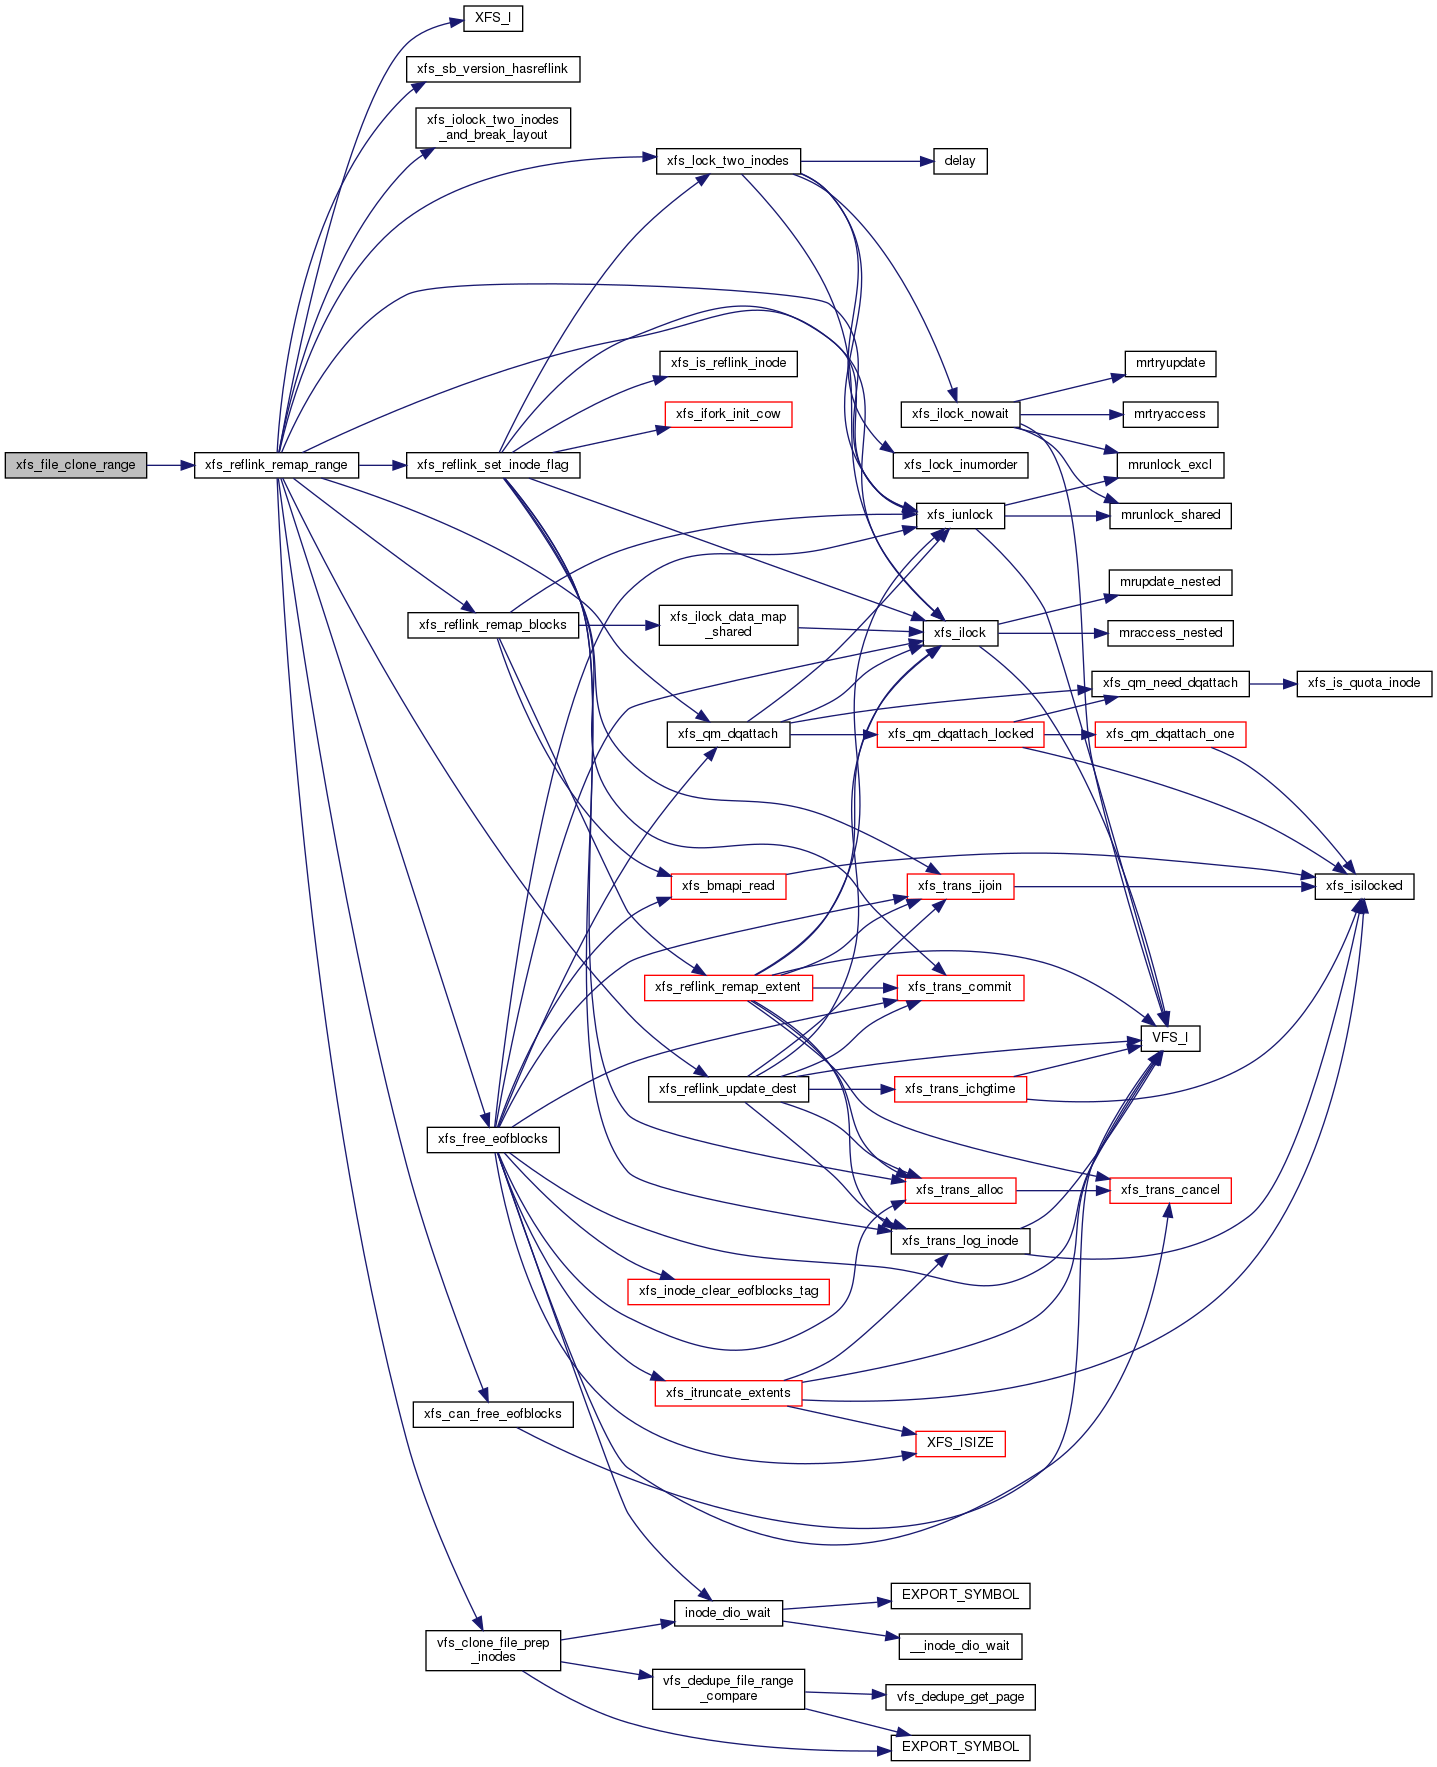 XFS_I
xfs_sb_version_hasreflink
xfs_iolock_two_inodes
_and_break_layout
xfs_lock_two_inodes
delay
xfs_is_reflink_inode
mrtryupdate
xfs_ifork_init_cow
xfs_ilock_nowait
mrtryaccess
xfs_file_clone_range
xfs_reflink_remap_range
xfs_reflink_set_inode_flag
xfs_lock_inumorder
mrunlock_excl
xfs_iunlock
mrunlock_shared
mrupdate_nested
xfs_reflink_remap_blocks
xfs_ilock_data_map
_shared
xfs_ilock
mraccess_nested
xfs_qm_need_dqattach
xfs_is_quota_inode
xfs_qm_dqattach
xfs_qm_dqattach_locked
xfs_qm_dqattach_one
xfs_bmapi_read
xfs_trans_ijoin
xfs_isilocked
xfs_reflink_remap_extent
xfs_trans_commit
VFS_I
xfs_reflink_update_dest
xfs_trans_ichgtime
xfs_free_eofblocks
xfs_trans_alloc
xfs_trans_cancel
xfs_trans_log_inode
xfs_inode_clear_eofblocks_tag
xfs_itruncate_extents
xfs_can_free_eofblocks
XFS_ISIZE
EXPORT_SYMBOL
inode_dio_wait
__inode_dio_wait
vfs_clone_file_prep
_inodes
vfs_dedupe_file_range
_compare
vfs_dedupe_get_page
EXPORT_SYMBOL